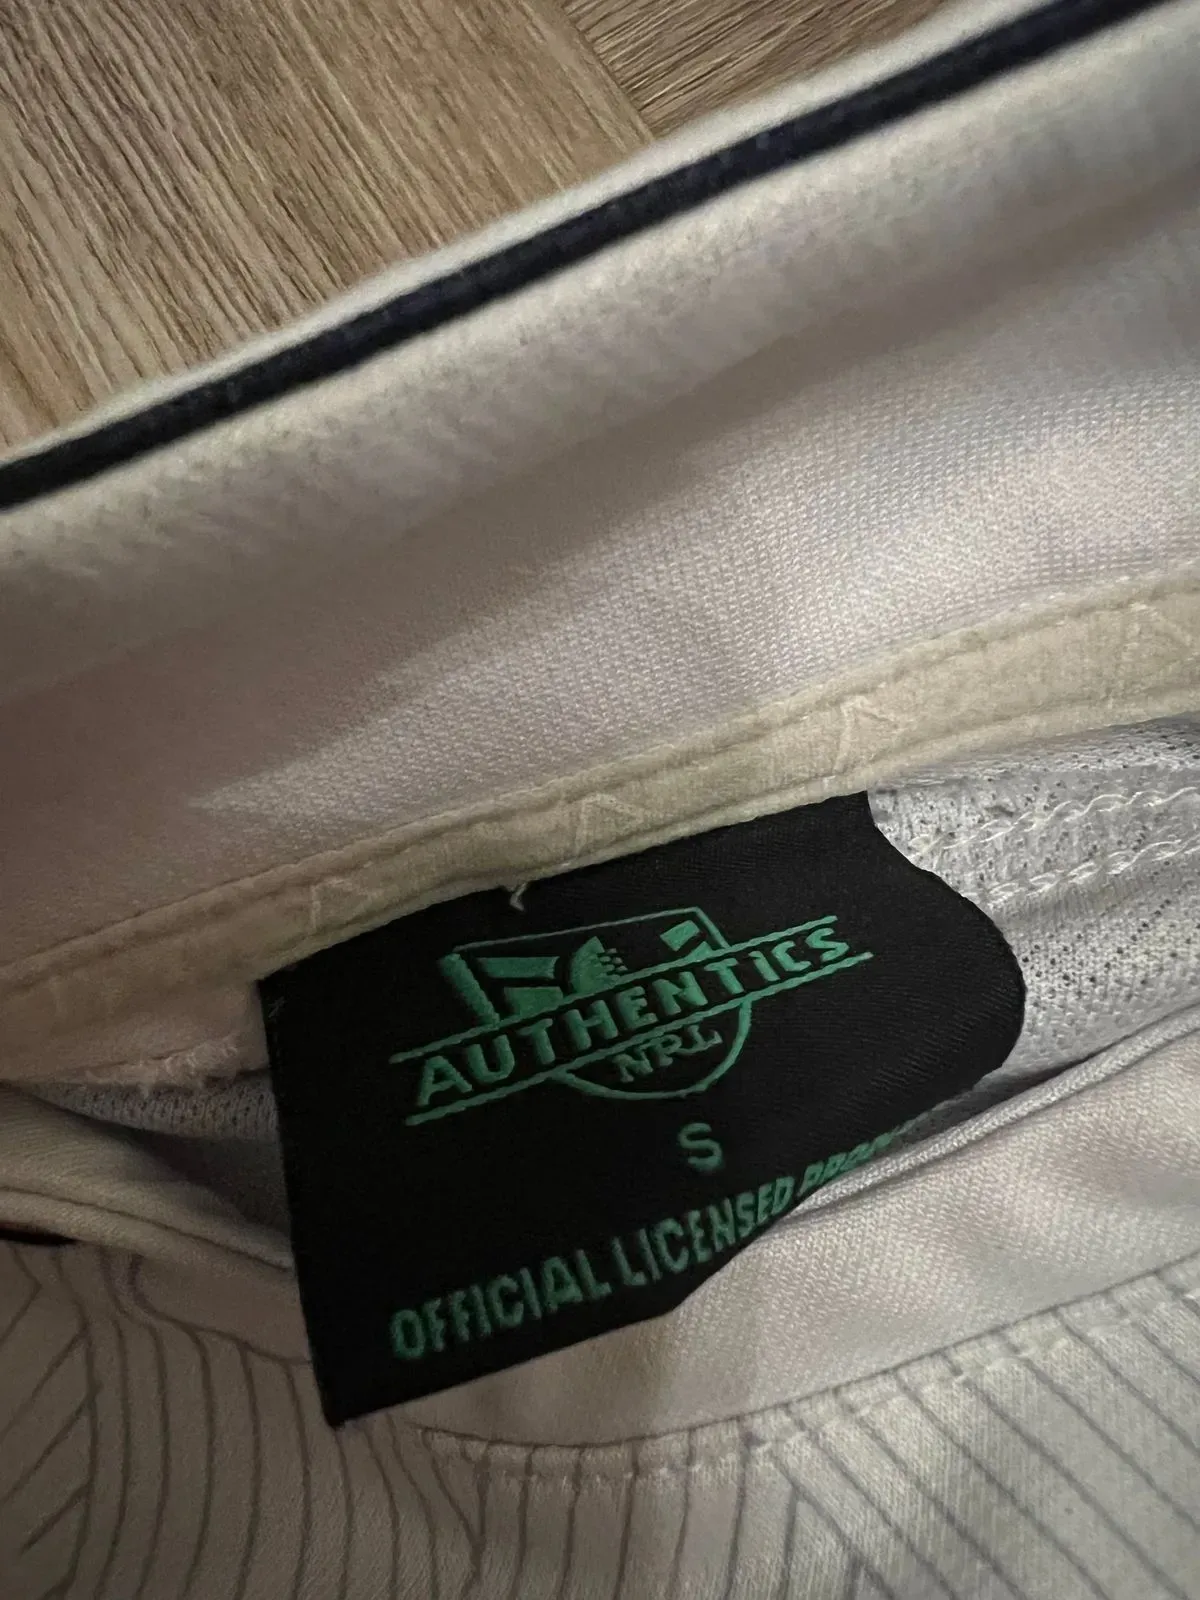 AUTHENTICS
NRL
S
OFFICIAL LICENSED